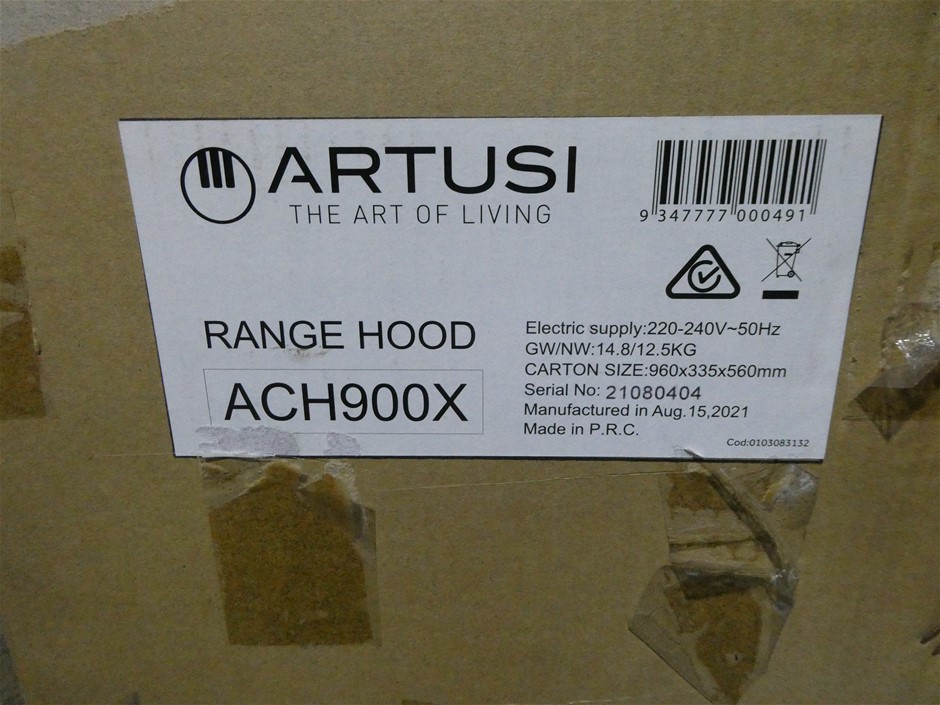 ARTUSI
THE ART OF LIVING
9 347777 000491
RANGE HOOD
ACH900X
Electric supply:220-240V~50Hz
GW/NW:14.8/12.5KG
CARTON SIZE:960x335x560mm
Serial No: 21080404
Manufactured in Aug.15,2021
Made in P.R.C.
Cod:0103083132